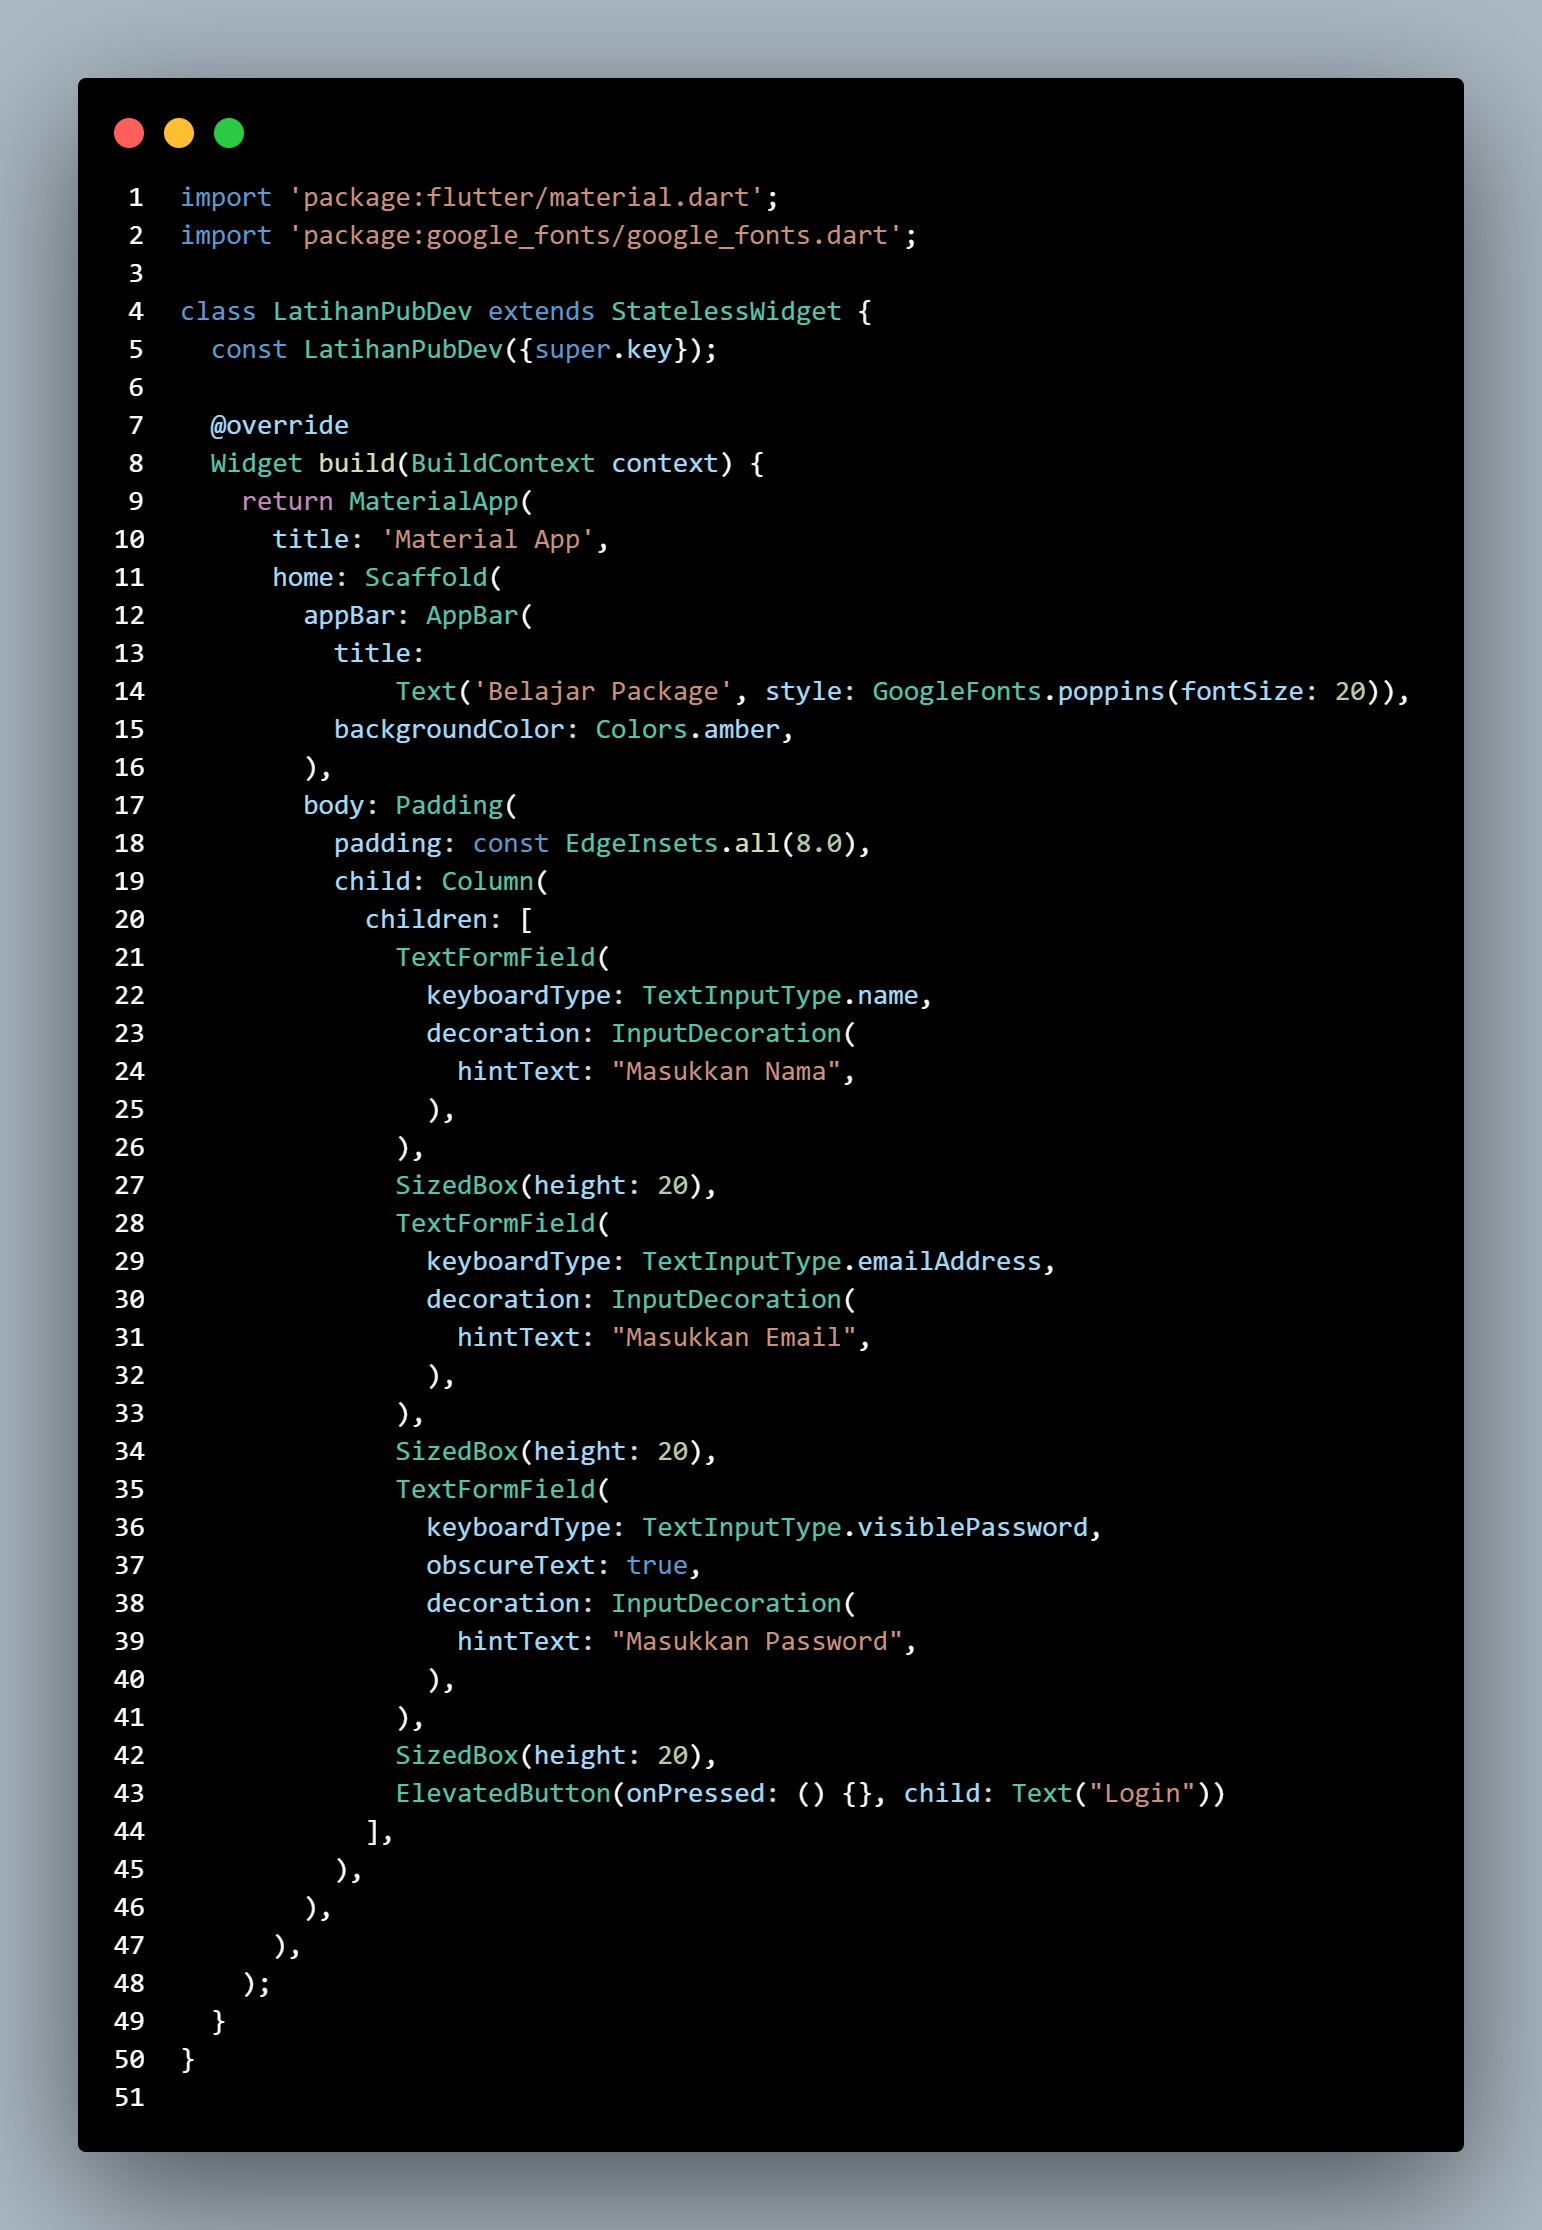 1 import 'package:flutter/material.dart';
2 import 'package:google_fonts/google_fonts.dart';
3
4 class LatihanPubDev extends StatelessWidget {
5   const LatihanPubDev({super.key});
6
7   @override
8   Widget build(BuildContext context) {
9     return MaterialApp(
10       title: 'Material App',
11       home: Scaffold(
12         appBar: AppBar(
13           title:
14               Text('Belajar Package', style: GoogleFonts.poppins(fontSize: 20)),
15           backgroundColor: Colors.amber,
16         ),
17         body: Padding(
18           padding: const EdgeInsets.all(8.0),
19           child: Column(
20             children: [
21               TextFormField(
22                 keyboardType: TextInputType.name,
23                 decoration: InputDecoration(
24                   hintText: "Masukkan Nama",
25                 ),
26               ),
27               SizedBox(height: 20),
28               TextFormField(
29                 keyboardType: TextInputType.emailAddress,
30                 decoration: InputDecoration(
31                   hintText: "Masukkan Email",
32                 ),
33               ),
34               SizedBox(height: 20),
35               TextFormField(
36                 keyboardType: TextInputType.visiblePassword,
37                 obscureText: true,
38                 decoration: InputDecoration(
39                   hintText: "Masukkan Password",
40                 ),
41               ),
42               SizedBox(height: 20),
43               ElevatedButton(onPressed: () {}, child: Text("Login"))
44             ],
45           ),
46         ),
47       ),
48     );
49   }
50 }
51